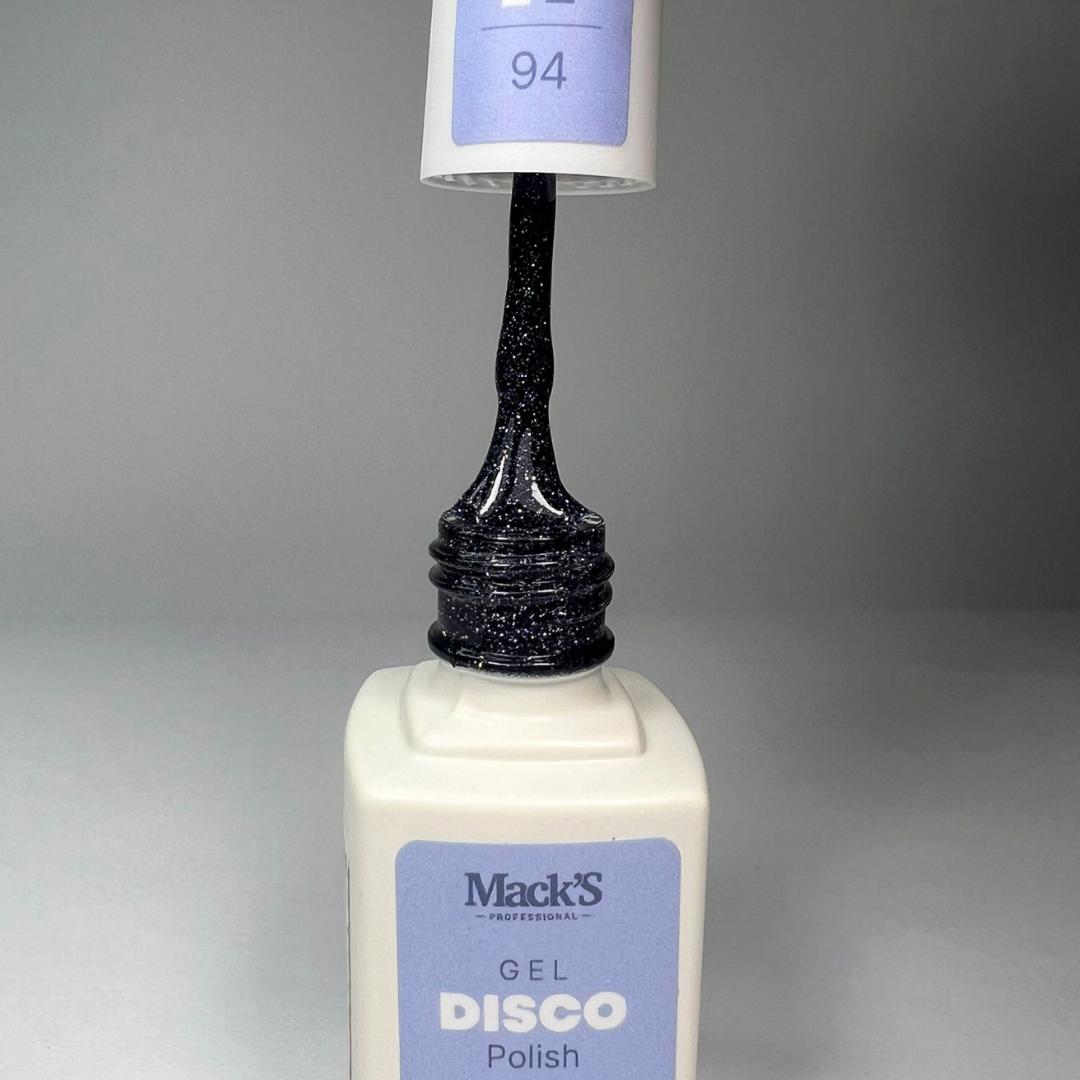 94
Mack'S
PROFESSIONAL
GEL
DISCO
Polish